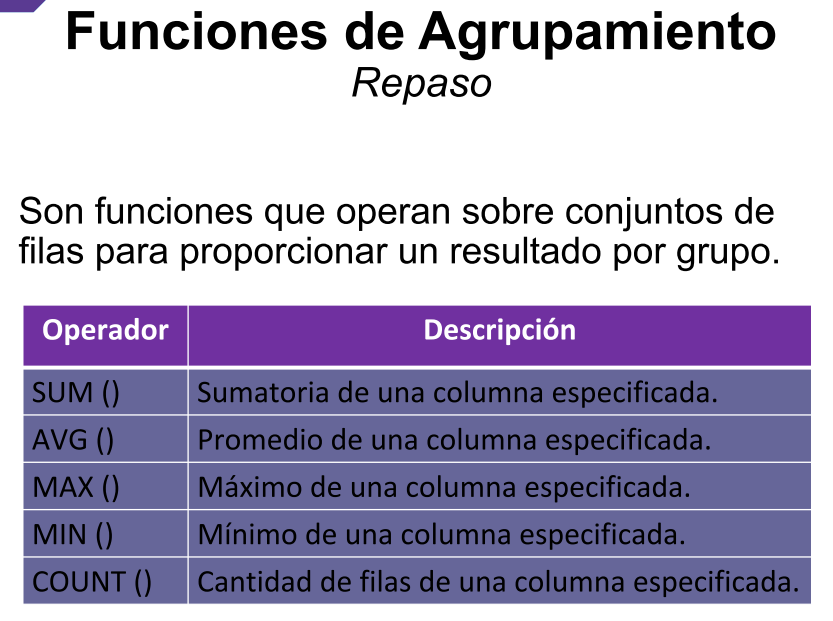 Funciones de Agrupamiento
Repaso
Son funciones que operan sobre conjuntos de
filas para proporcionar un resultado por grupo.
Operador Descripción
SUM () Sumatoria de una columna especificada.
AVG () Promedio de una columna especificada.
MAX () Máximo de una columna especificada.
MIN () Mínimo de una columna especificada.
COUNT () Cantidad de filas de una columna especificada.